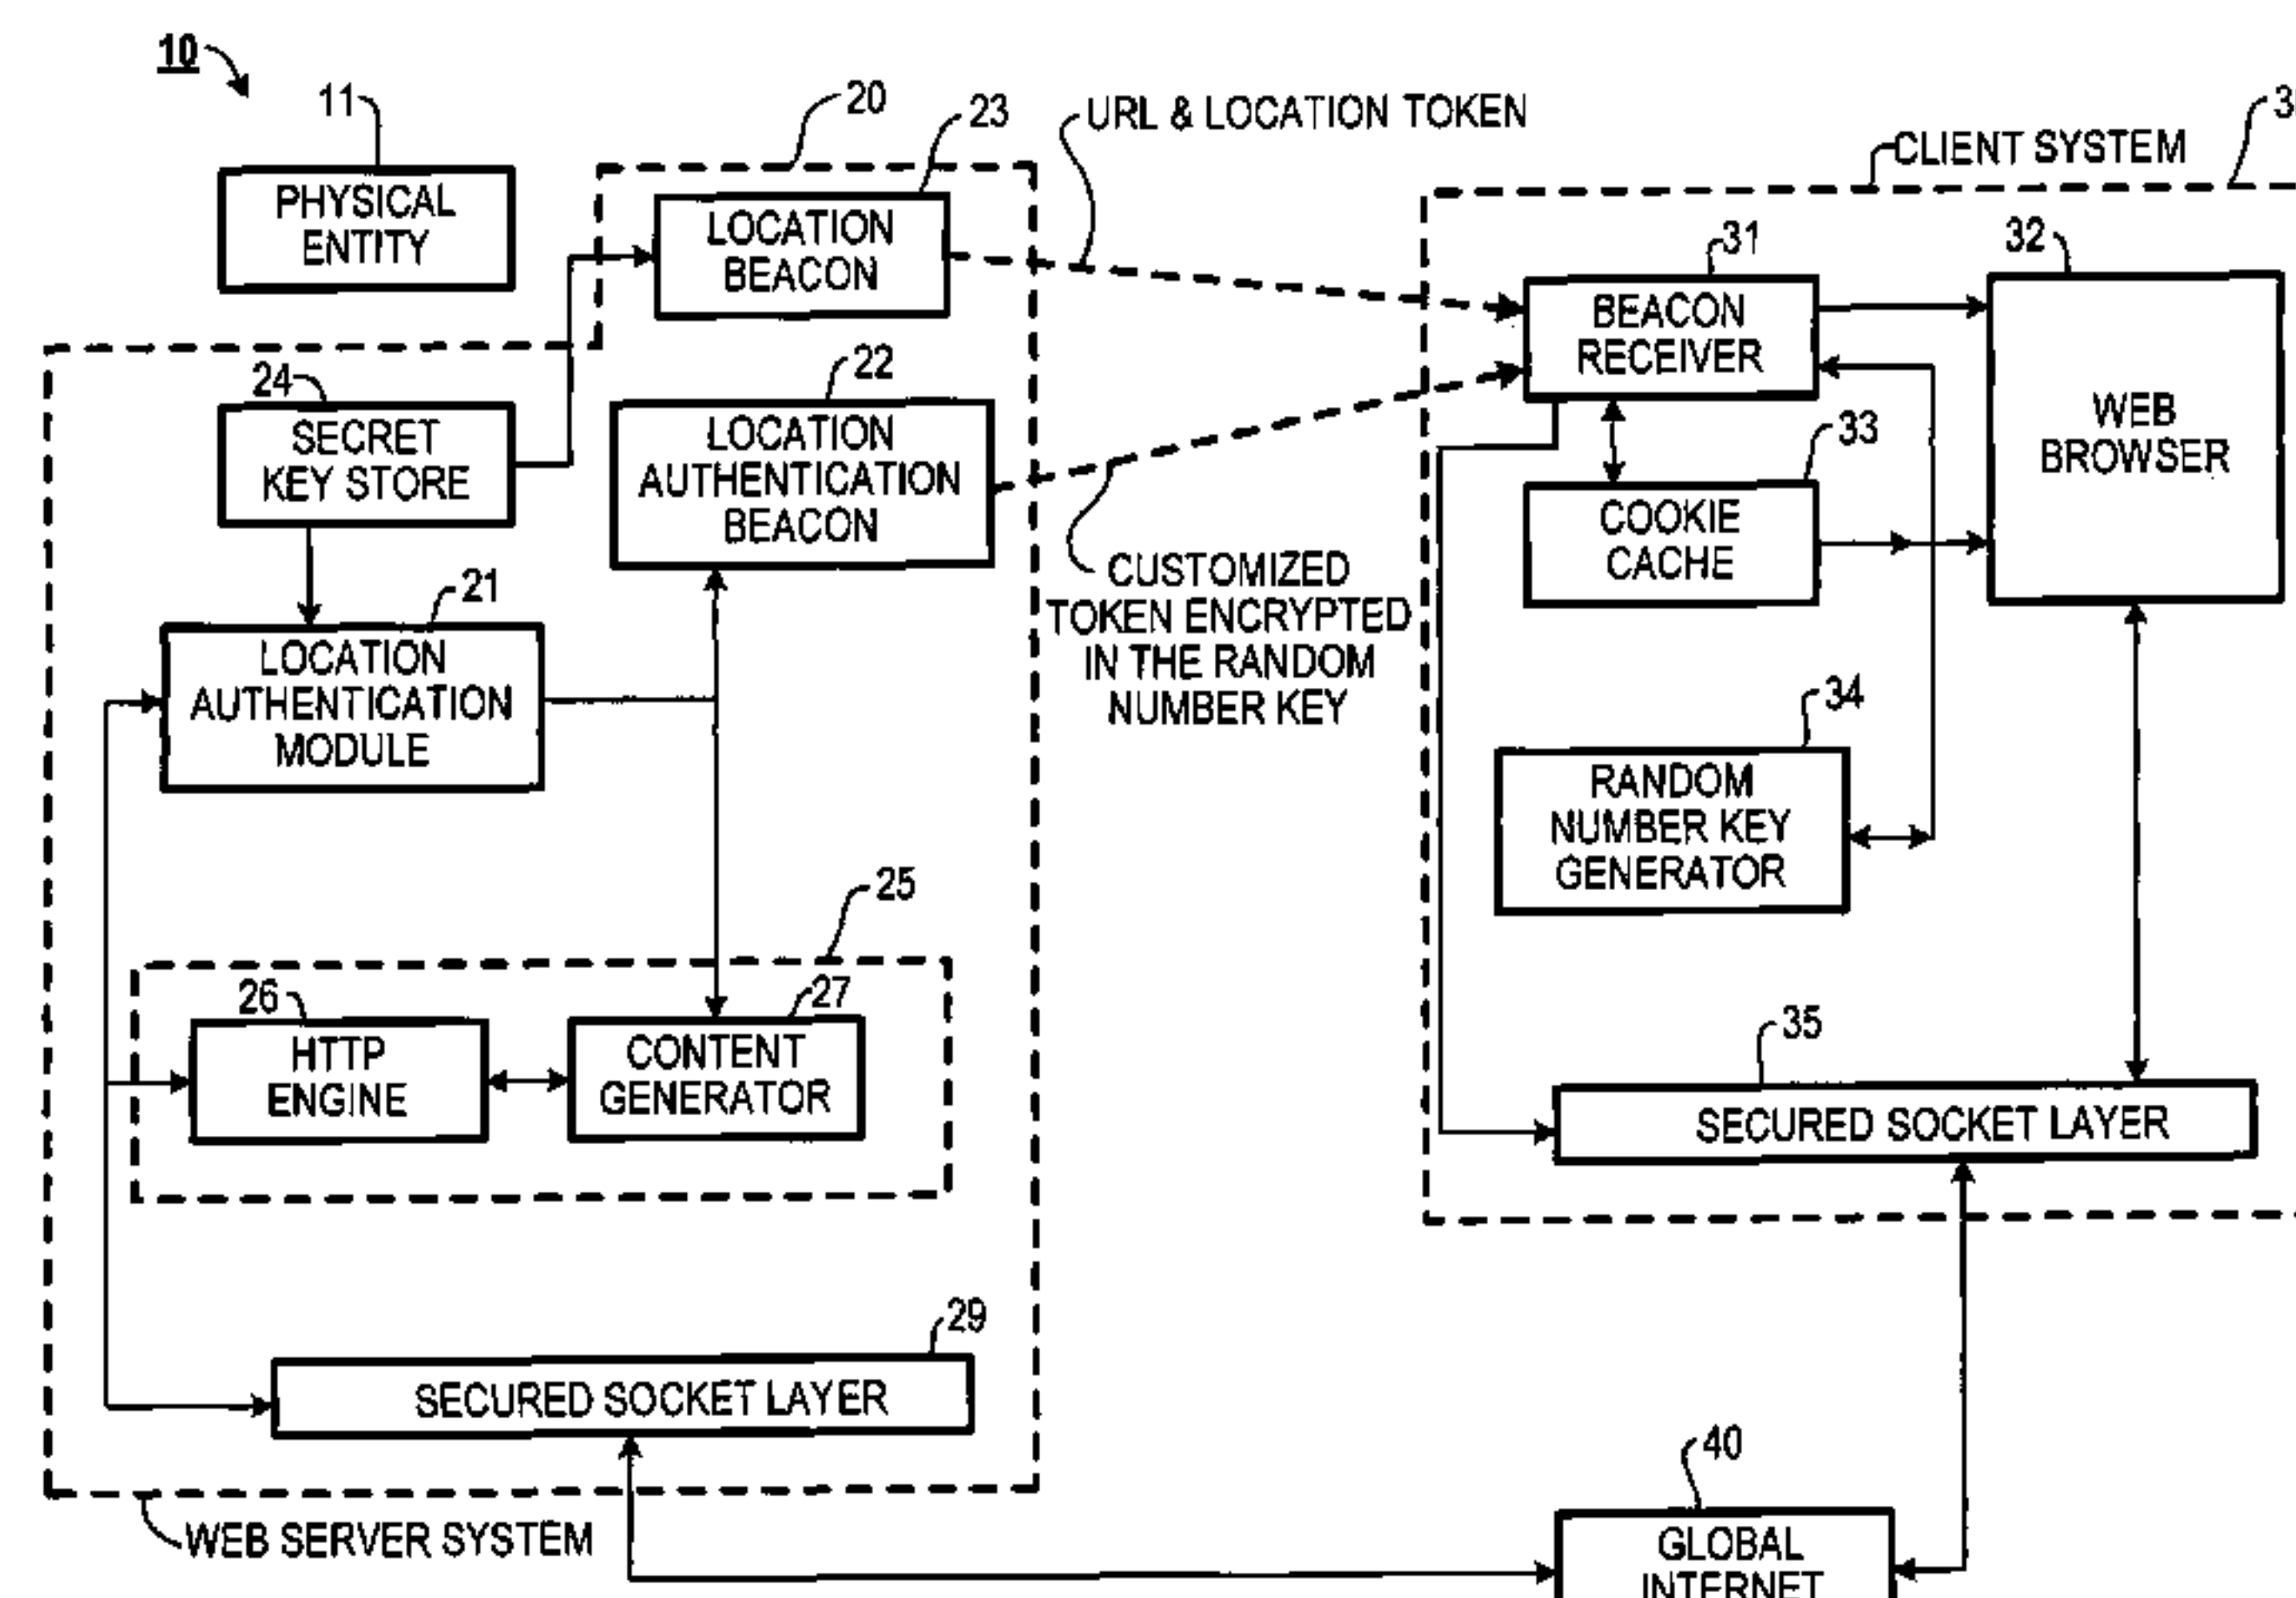 10
11
PHYSICAL
ENTITY
20
23
LOCATION
BEACON
URL & LOCATION TOKEN
CLIENT SYSTEM
3
24
SECRET
KEY STORE
22
LOCATION
AUTHENTICATION
BEACON
31
BEACON
RECEIVER
32
WEB
BROWSER
33
COOKIE
CACHE
CUSTOMIZED
TOKEN ENCRYPTED
IN THE RANDOM
NUMBER KEY
21
LOCATION
AUTHENTICATION
MODULE
34
RANDOM
NUMBER KEY
GENERATOR
25
26
HTTP
ENGINE
27
CONTENT
GENERATOR
35
SECURED SOCKET LAYER
29
SECURED SOCKET LAYER
WEB SERVER SYSTEM
40
GLOBAL
INTERNET